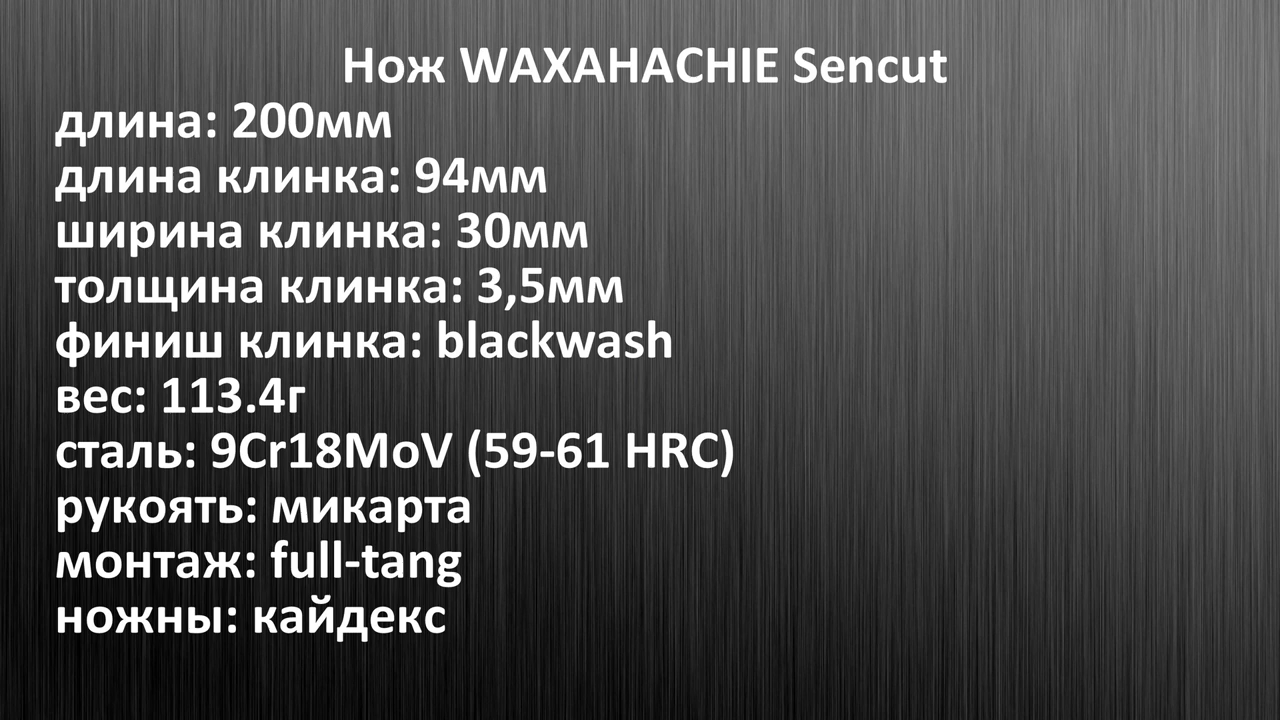 Нож WAXAHACHIE Sencut
длина: 200мм
длина клинка: 94мм
ширина клинка: 30мм
толщина клинка: 3,5мм
финиш клинка: blackwash
вес: 113.4г
сталь: 9Cr18MoV (59-61 HRC)
рукоять: микарта
монтаж: full-tang
ножны: кайдекс